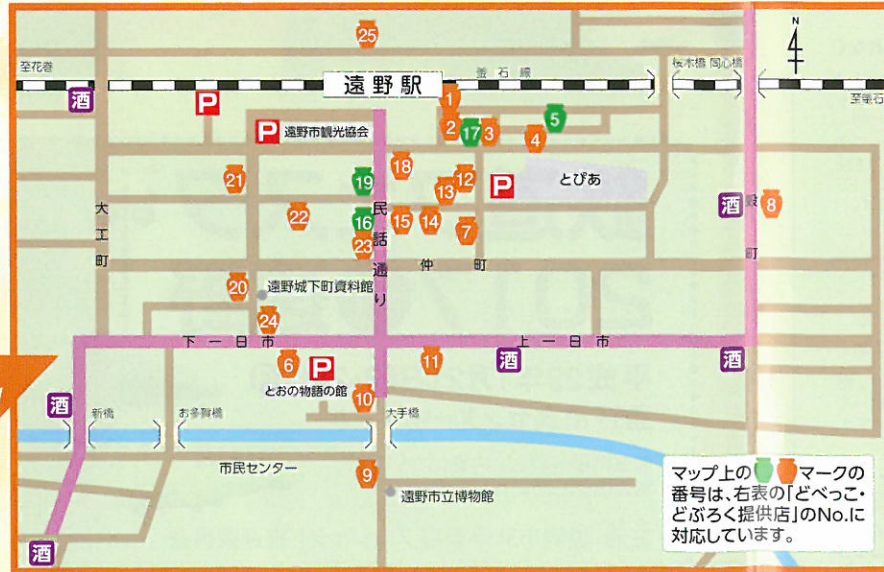 25
N
至花巻
釜石線
桜木橋 同心橋
遠野駅
至釜石
酒
P
1
P 遠野市観光協会
2
17
3
4
5
18
とぴあ
21
19
12
13
P
大工町
22
16
民話通り
15
14
7
酒
8
23
仲町
20
遠野城下町資料館
24
下一日市
上一日市
6
P
11
酒
酒
とおの物語の館
酒
10
新橋
お多賀橋
大手橋
市民センター
9
遠野市立博物館
酒
マップ上の マークの
番号は、右表の「どべっこ・
どぶろく提供店」のNo.に
対応しています。